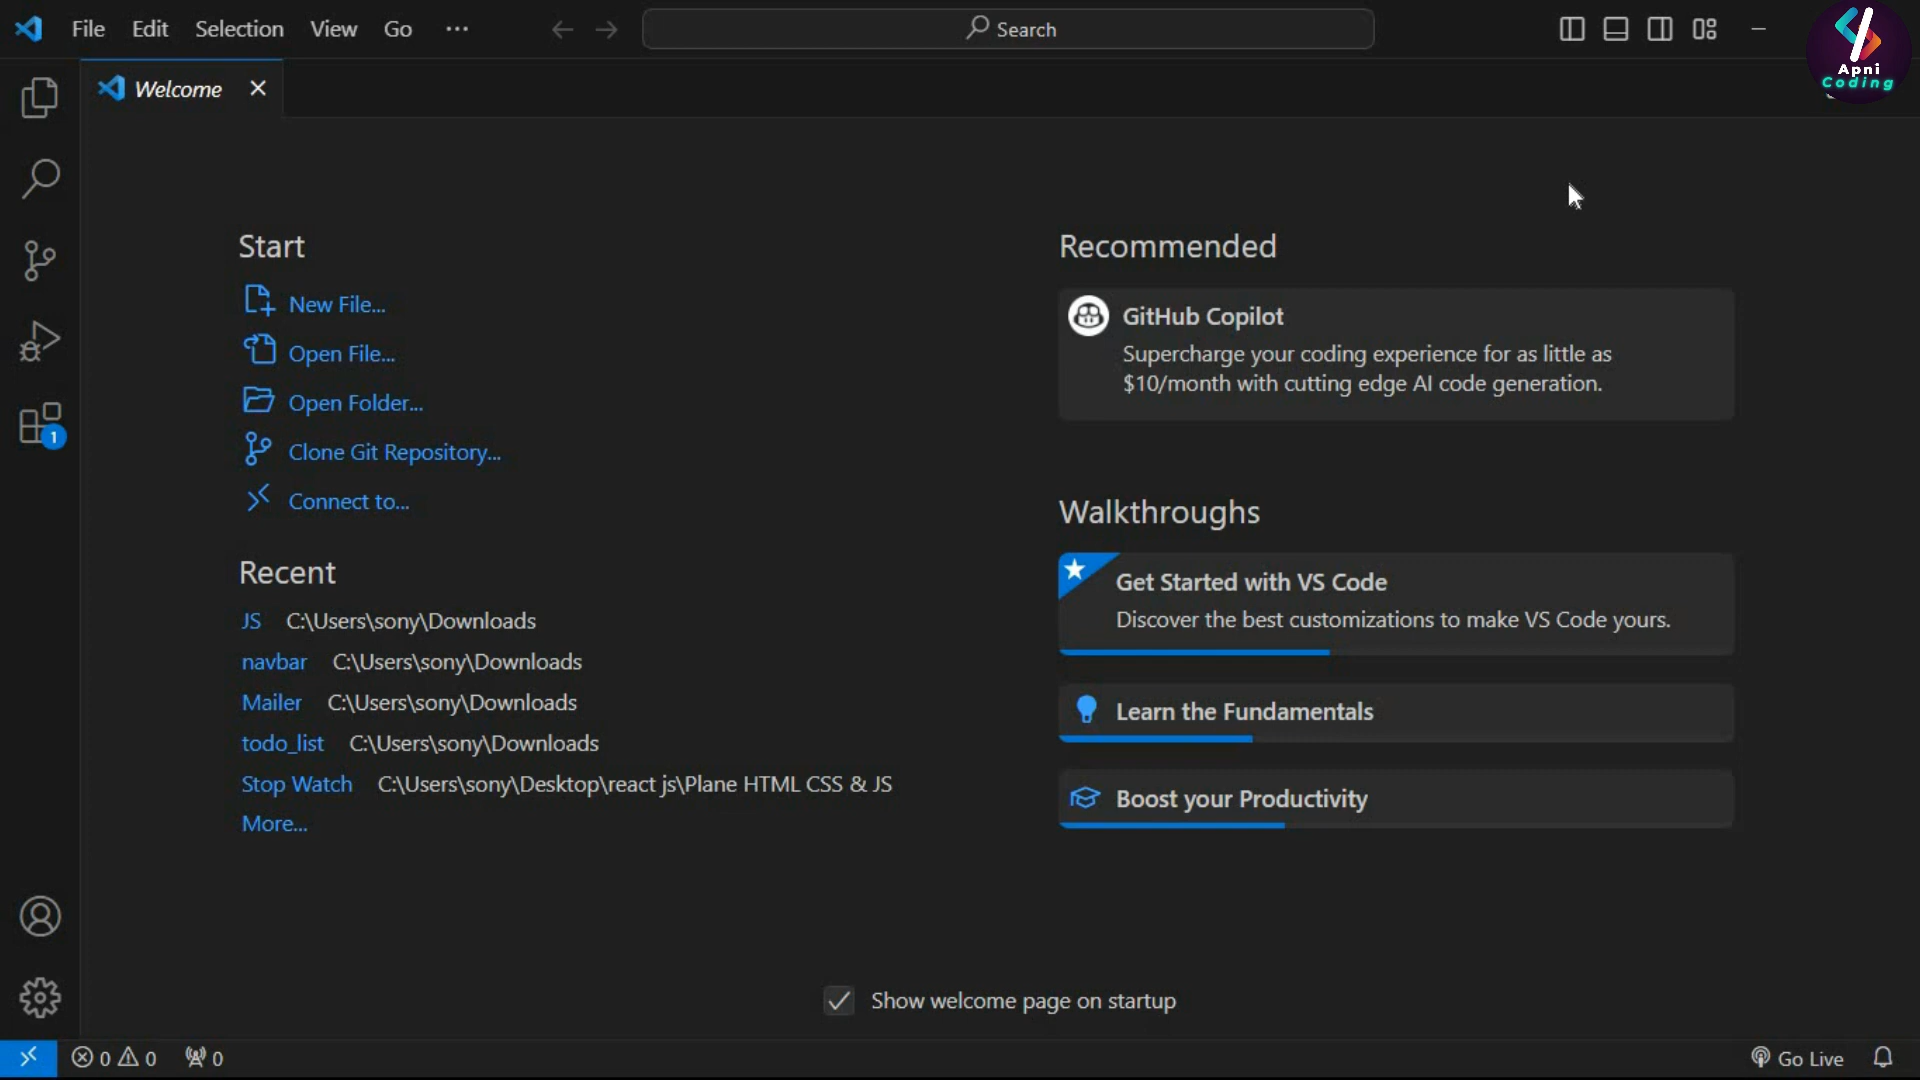 File Edit Selection View Go ···
Search
Apni
Coding
Welcome
Start
New File...
Open File...
Open Folder...
Clone Git Repository...
Connect to...
Recent
JS C:\Users\sony\Downloads
navbar C:\Users\sony\Downloads
Mailer C:\Users\sony\Downloads
todo_list C:\Users\sony\Downloads
Stop Watch C:\Users\sony\Desktop\react js\Plane HTML CSS & JS
More...
Recommended
GitHub Copilot
Supercharge your coding experience for as little as
$10/month with cutting edge AI code generation.
Walkthroughs
Get Started with VS Code
Discover the best customizations to make VS Code yours.
Learn the Fundamentals
Boost your Productivity
1
Show welcome page on startup
0 0 0
Go Live